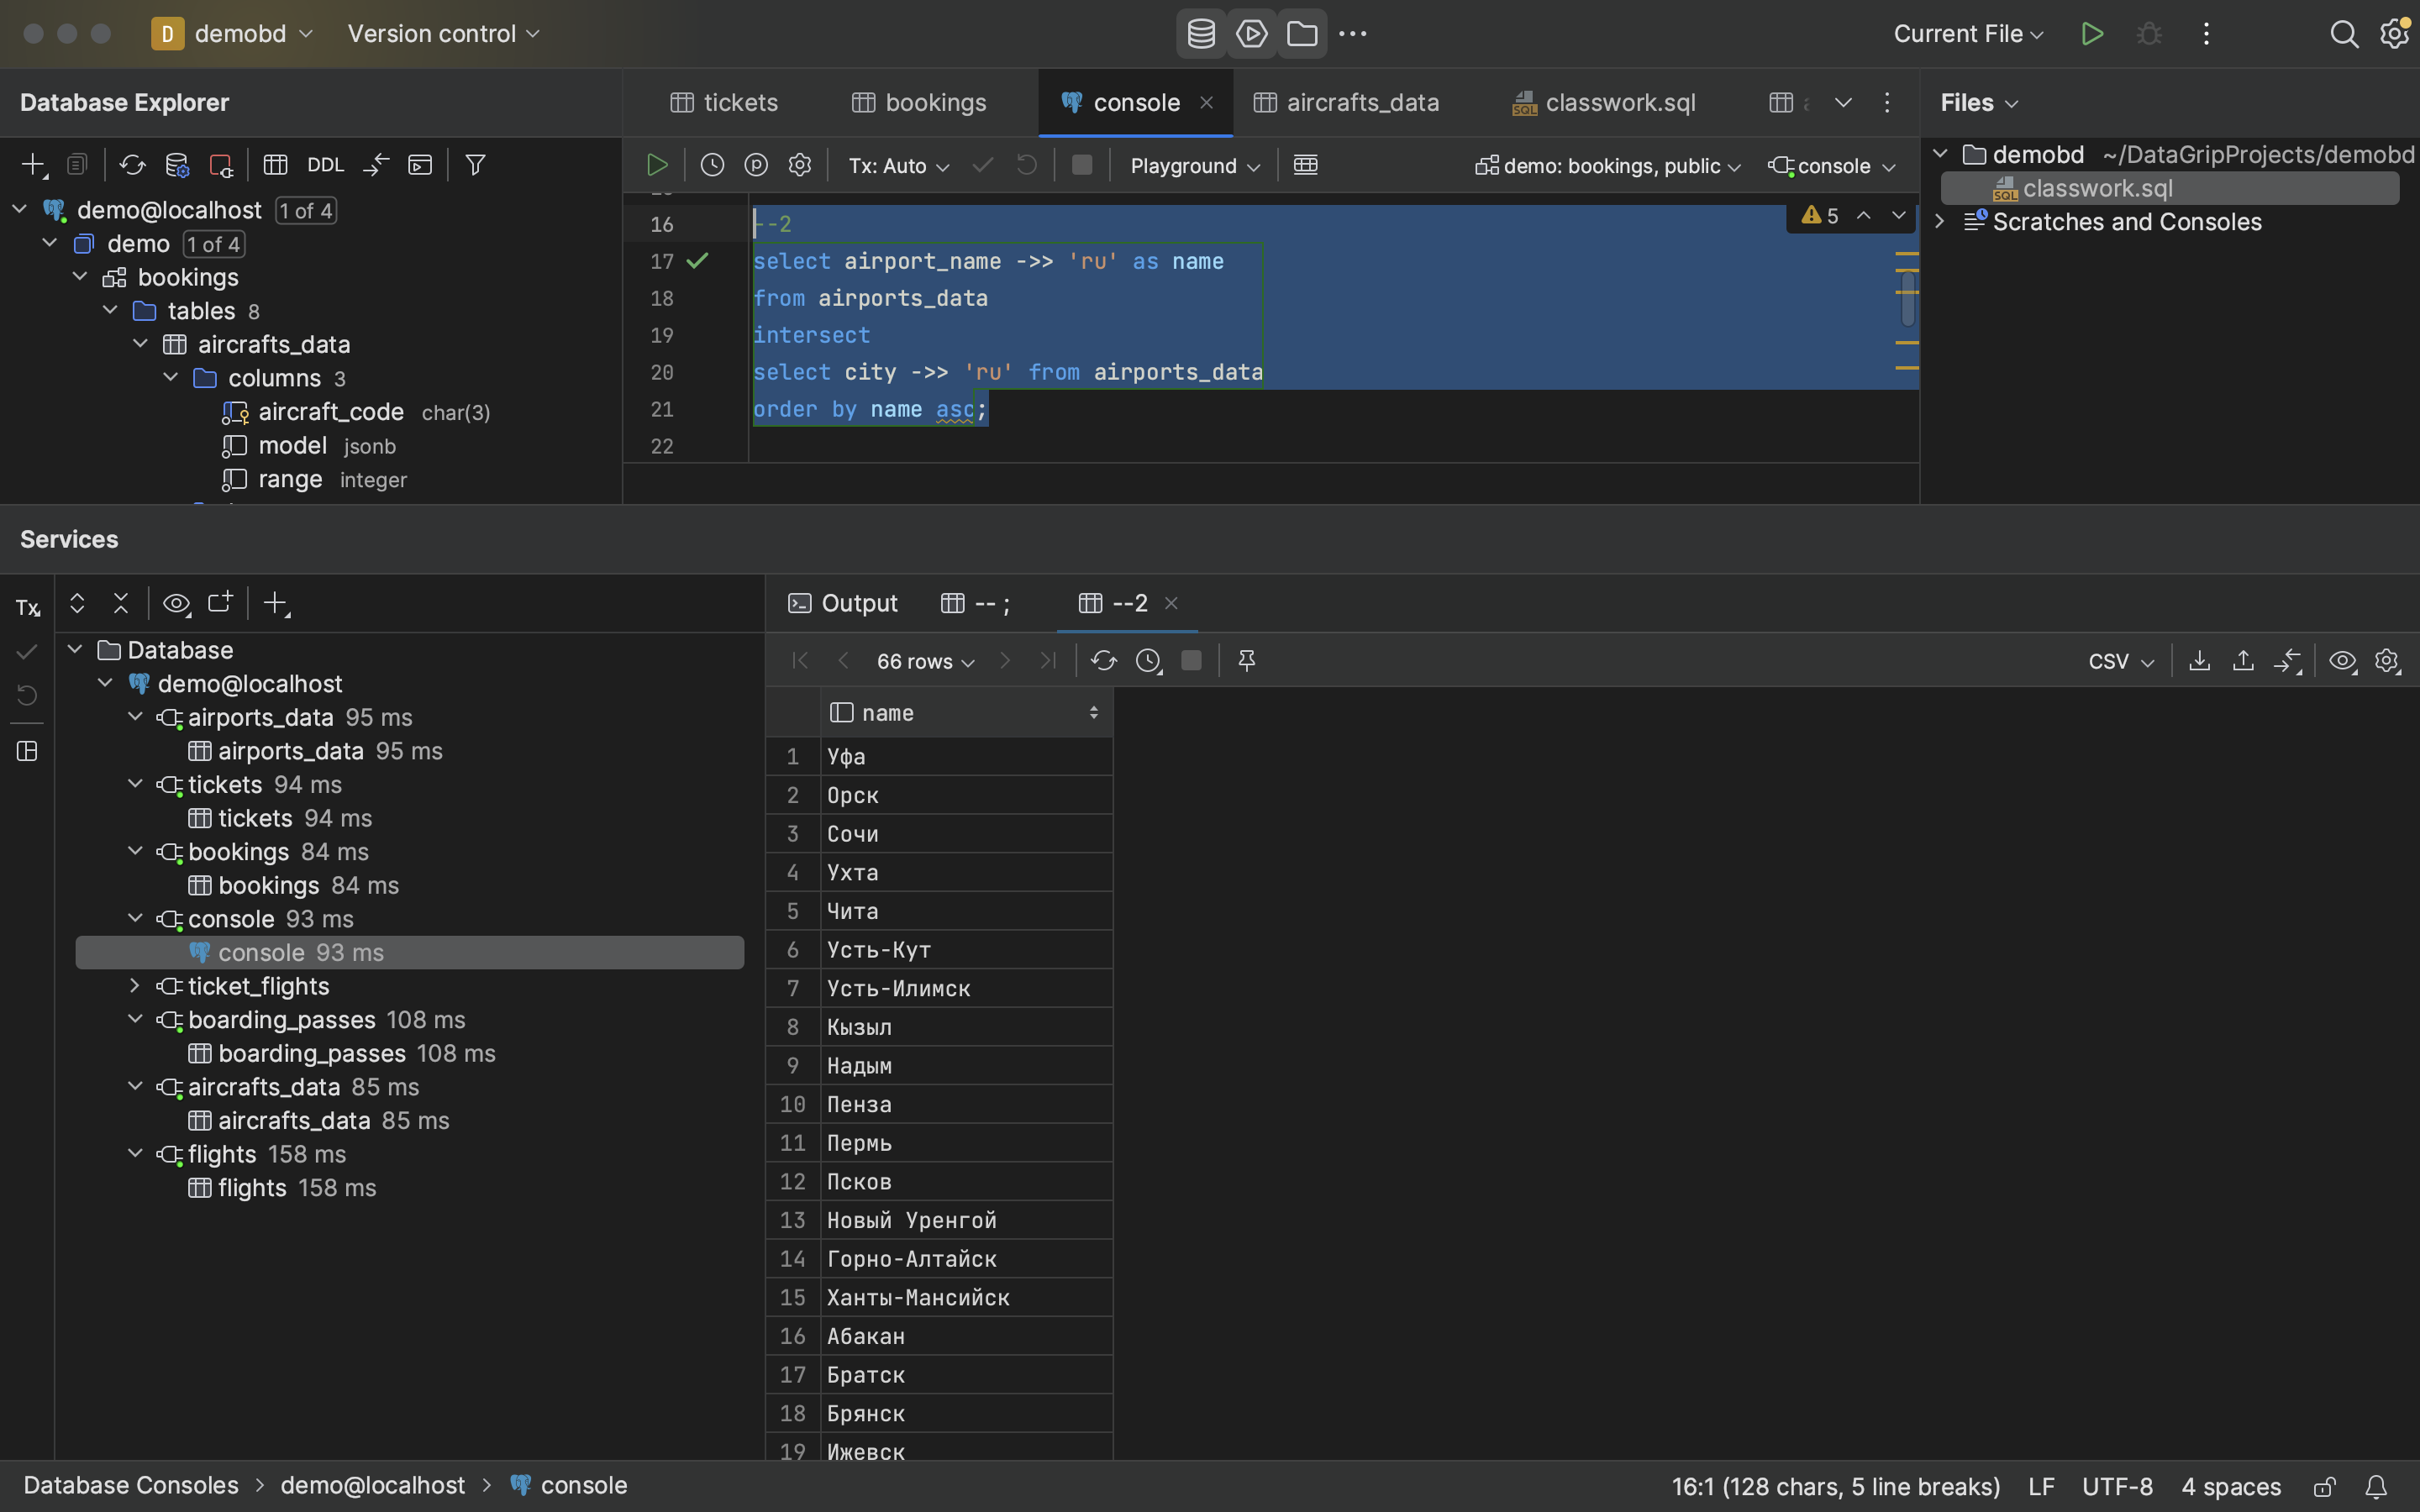 D demobd Version control Current File
Database Explorer
tickets bookings console aircrafts_data classwork.sql
Files
DDL
Tx: Auto Playground demo: bookings, public console
demobd ~/DataGripProjects/demobd
classwork.sql
Scratches and Consoles
demo@localhost 1 of 4
demo 1 of 4
bookings
tables 8
aircrafts_data
columns 3
aircraft_code char(3)
model jsonb
range integer
16 --2
5
17 select airport_name ->> 'ru' as name
18 from airports_data
19 intersect
20 select city ->> 'ru' from airports_data
21 order by name asc;
22
Services
Tx
Database
demo@localhost
airports_data 95 ms
airports_data 95 ms
tickets 94 ms
tickets 94 ms
bookings 84 ms
bookings 84 ms
console 93 ms
console 93 ms
ticket_flights
boarding_passes 108 ms
boarding_passes 108 ms
aircrafts_data 85 ms
aircrafts_data 85 ms
flights 158 ms
flights 158 ms
Output -- ; --2
66 rows CSV
name
1 Уфа
2 Орск
3 Сочи
4 Ухта
5 Чита
6 Усть-Кут
7 Усть-Илимск
8 Кызыл
9 Надым
10 Пенза
11 Пермь
12 Псков
13 Новый Уренгой
14 Горно-Алтайск
15 Ханты-Мансийск
16 Абакан
17 Братск
18 Брянск
19 Ижевск
Database Consoles > demo@localhost > console
16:1 (128 chars, 5 line breaks) LF UTF-8 4 spaces